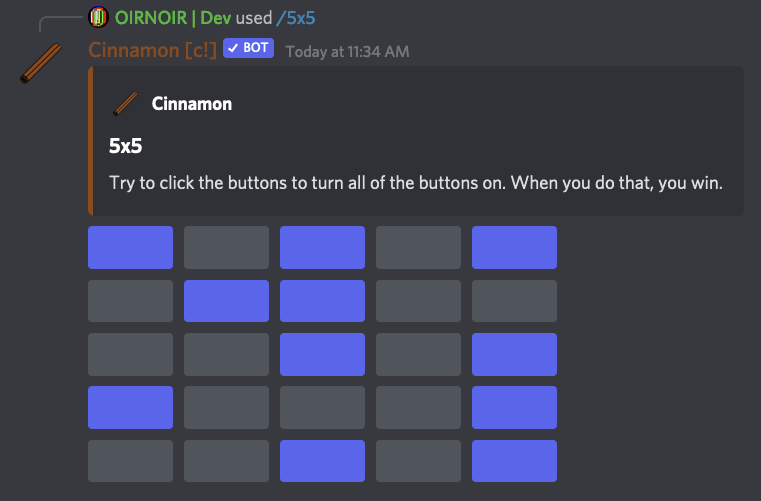 OIRNOIR | Dev used /5x5
Cinnamon [c!] ✓ BOT Today at 11:34 AM
Cinnamon
5x5
Try to click the buttons to turn all of the buttons on. When you do that, you win.